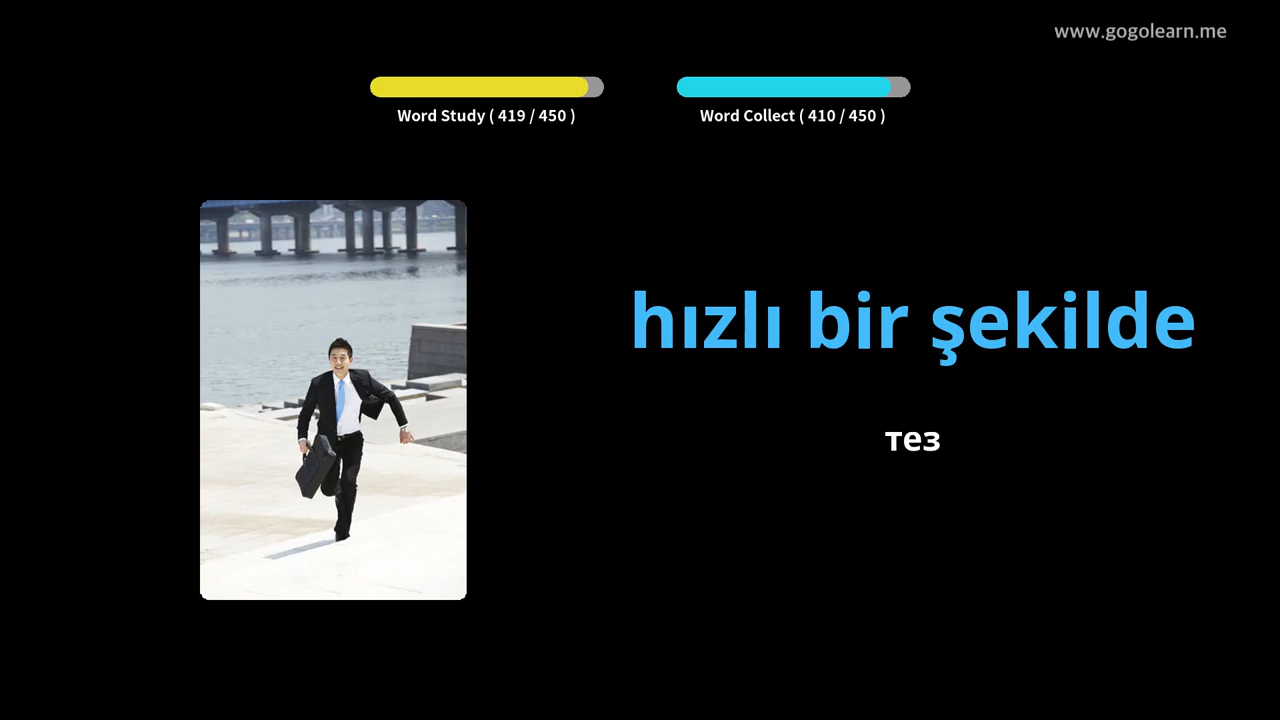 www.gogolearn.me
Word Study ( 419 / 450 )
Word Collect ( 410 / 450 )
hızlı bir şekilde
тез